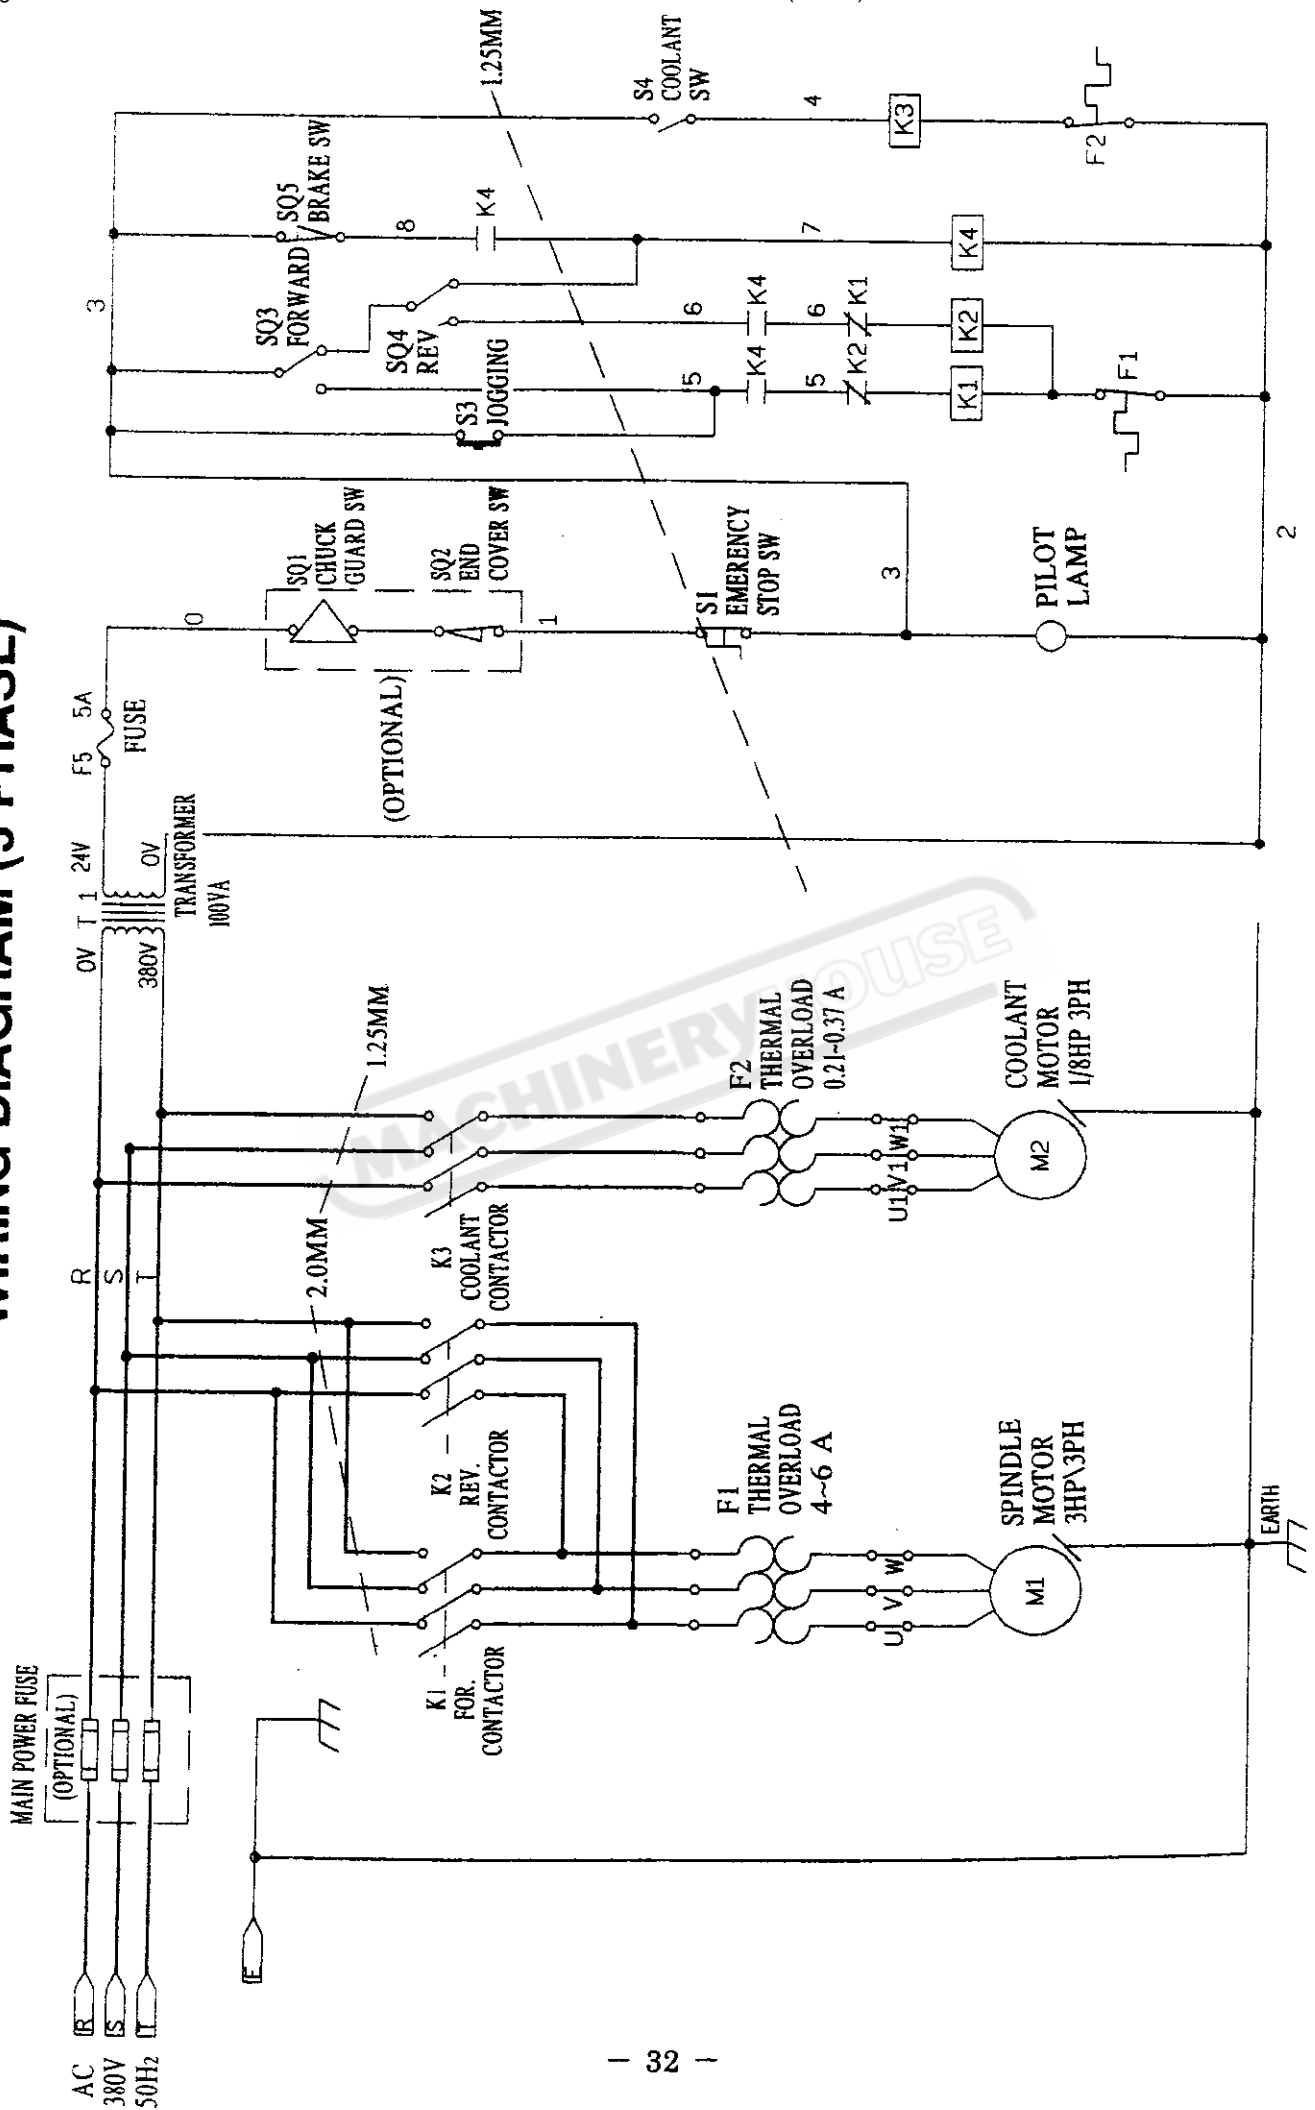 WIRING DIAGRAM (3 PHASE)
AC
380V
50Hz
R
S
T
E
MAIN POWER FUSE
(OPTIONAL)
R
S
T
2.0MM
1.25MM
K1
FOR.
CONTACTOR
K2
REV.
CONTACTOR
K3
COOLANT
CONTACTOR
F1
THERMAL
OVERLOAD
4~6 A
F2
THERMAL
OVERLOAD
0.21~0.37 A
U
V
W
U1
V1
W1
M1
SPINDLE
MOTOR
3HP\3PH
M2
COOLANT
MOTOR
1/8HP 3PH
EARTH
0V T1 24V
380V
0V
TRANSFORMER
100VA
F5 5A
FUSE
0
SQ1
CHUCK
GUARD SW
SQ2
END
COVER SW
(OPTIONAL)
1
S1
EMERENCY
STOP SW
3
PILOT
LAMP
2
3
S3
JOGGING
SQ3
FORWARD
SQ4
REV
SQ5
BRAKE SW
S4
COOLANT
SW
1.25MM
5
K4
5
K2
K1
6
K4
6
K1
K2
8
K4
7
K4
4
K3
F1
F2
MACHINERYHOUSE
– 32 –